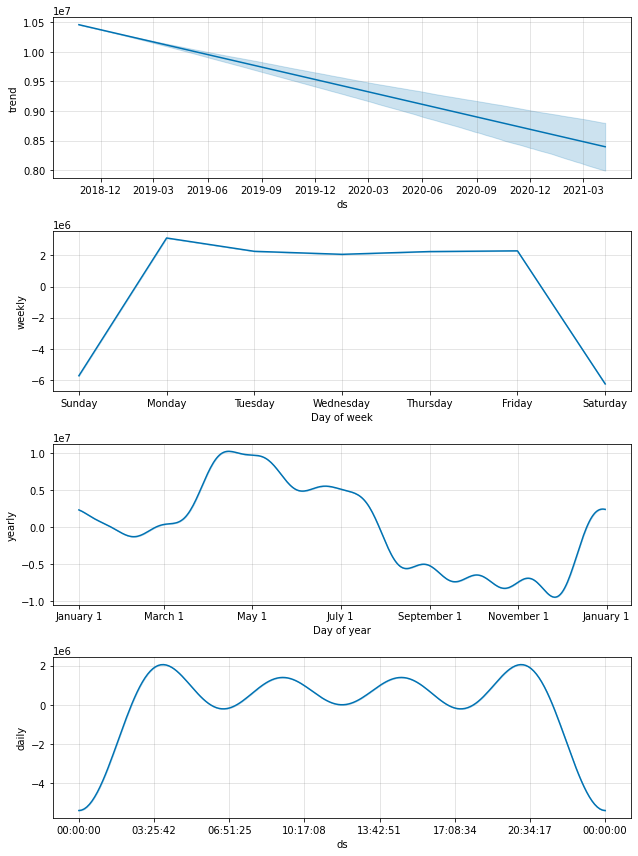 1e7
1.05
1.00
0.95
0.90
0.85
0.80
trend
2018-12 2019-03 2019-06 2019-09 2019-12 2020-03 2020-06 2020-09 2020-12 2021-03
ds
1e6
2
0
−2
−4
−6
weekly
Sunday Monday Tuesday Wednesday Thursday Friday Saturday
Day of week
1e7
1.0
0.5
0.0
−0.5
−1.0
yearly
January 1 March 1 May 1 July 1 September 1 November 1 January 1
Day of year
1e6
2
0
−2
−4
daily
00:00:00 03:25:42 06:51:25 10:17:08 13:42:51 17:08:34 20:34:17 00:00:00
ds